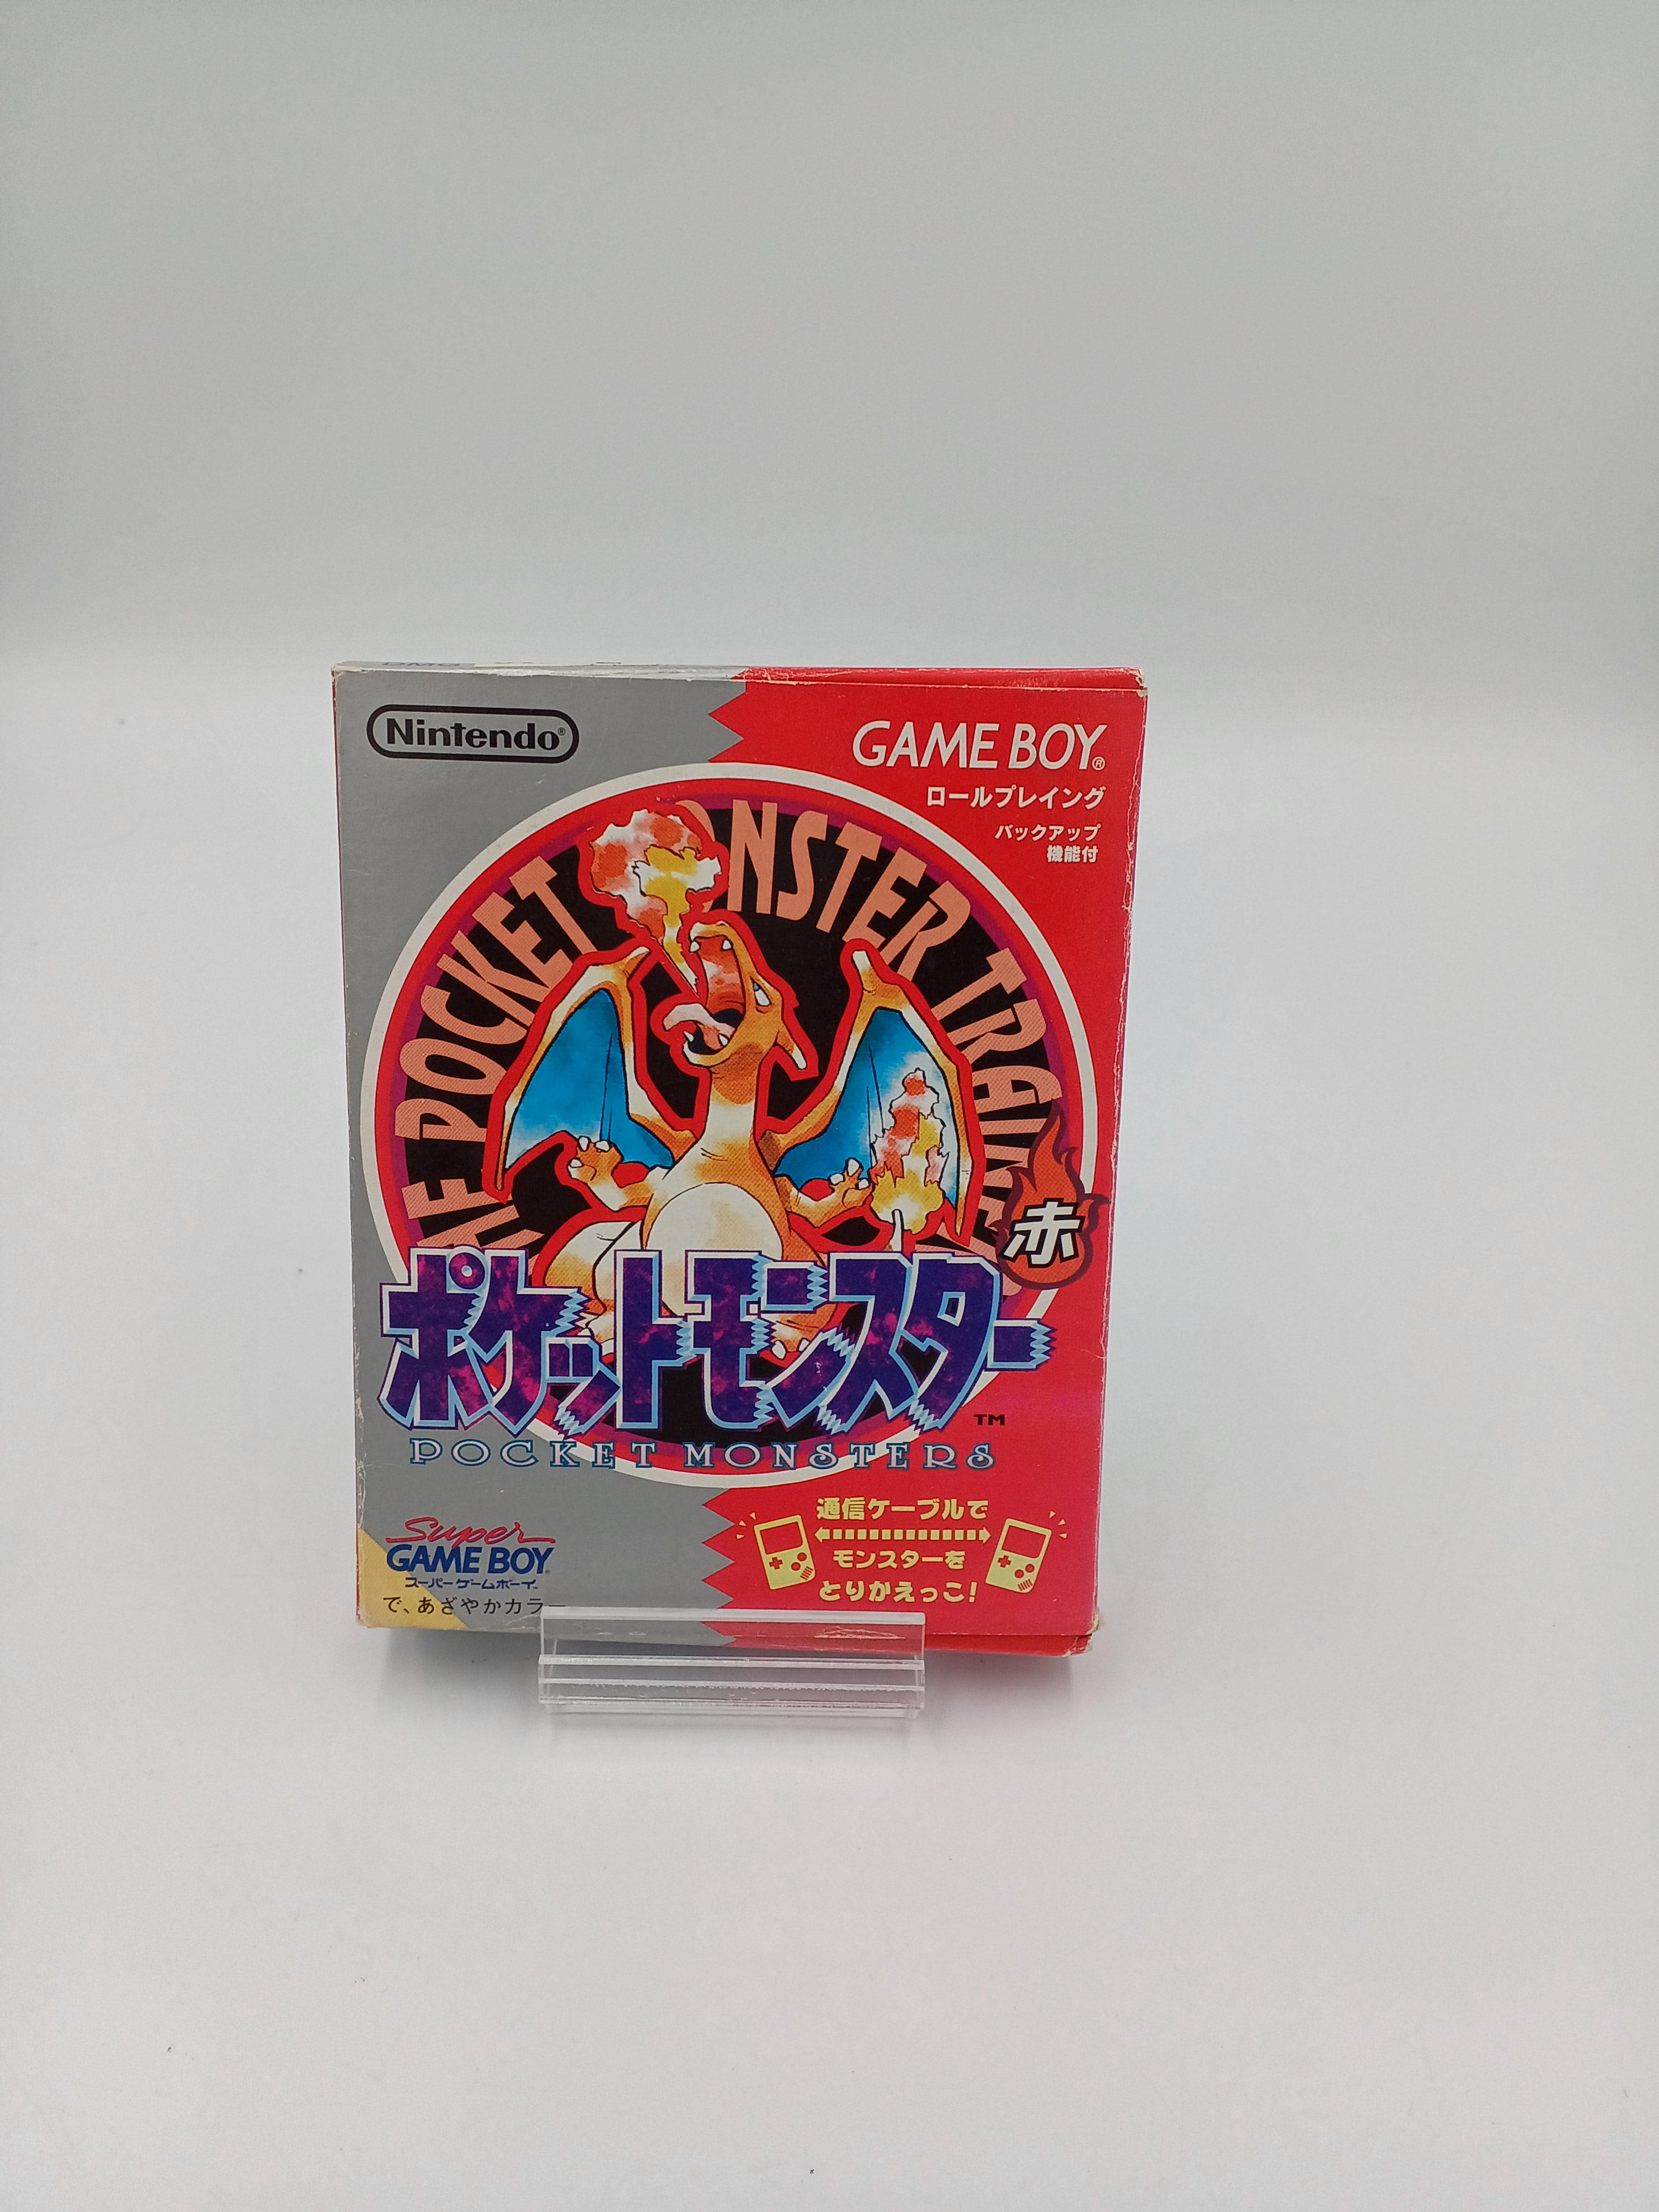 Nintendo®
GAME BOY®
ロールプレイング
バックアップ
機能付
POCKET
赤
ポケットモンスター
TM
POCKET MONSTERS
Super
GAME BOY
スーパーゲームボーイ
で、あざやかカラー
通信ケーブルで
モンスターを
とりかえっこ!